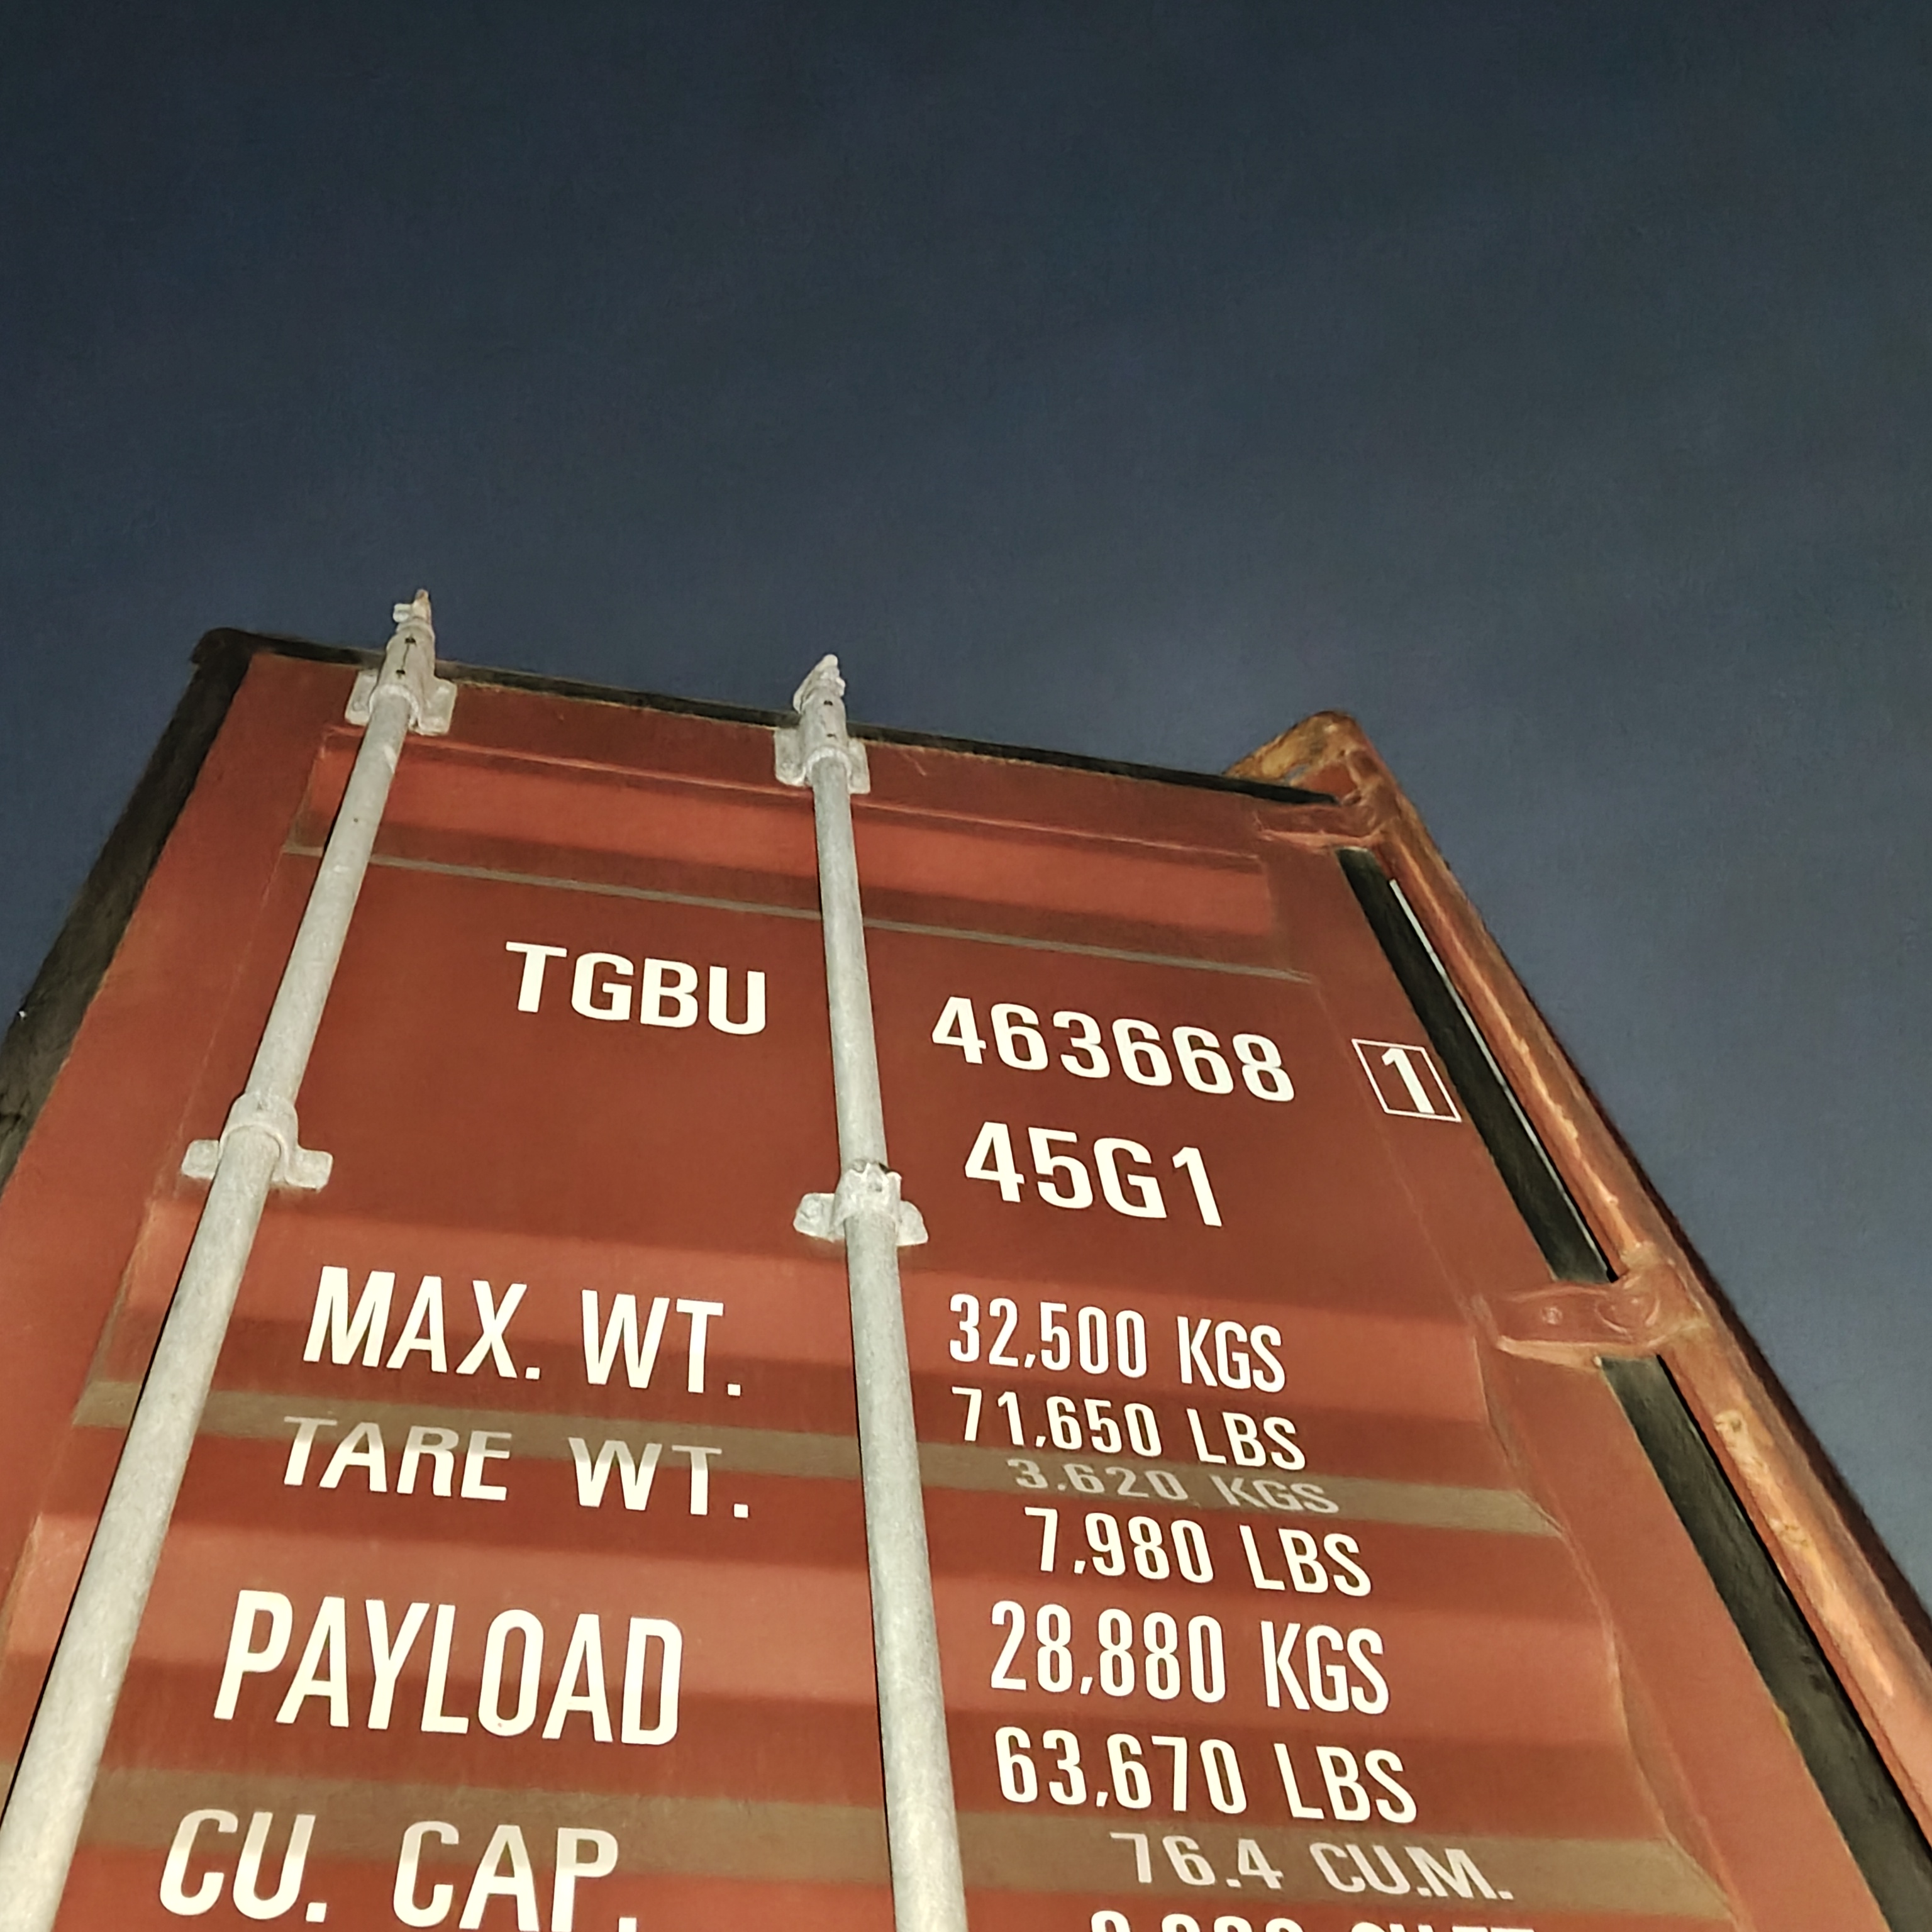 TGBU 463668 1
45G1
MAX. WT. 32,500 KGS
71,650 LBS
TARE WT. 3.620 KGS
7,980 LBS
PAYLOAD 28,880 KGS
63,670 LBS
CU. CAP. 76.4 CU.M.